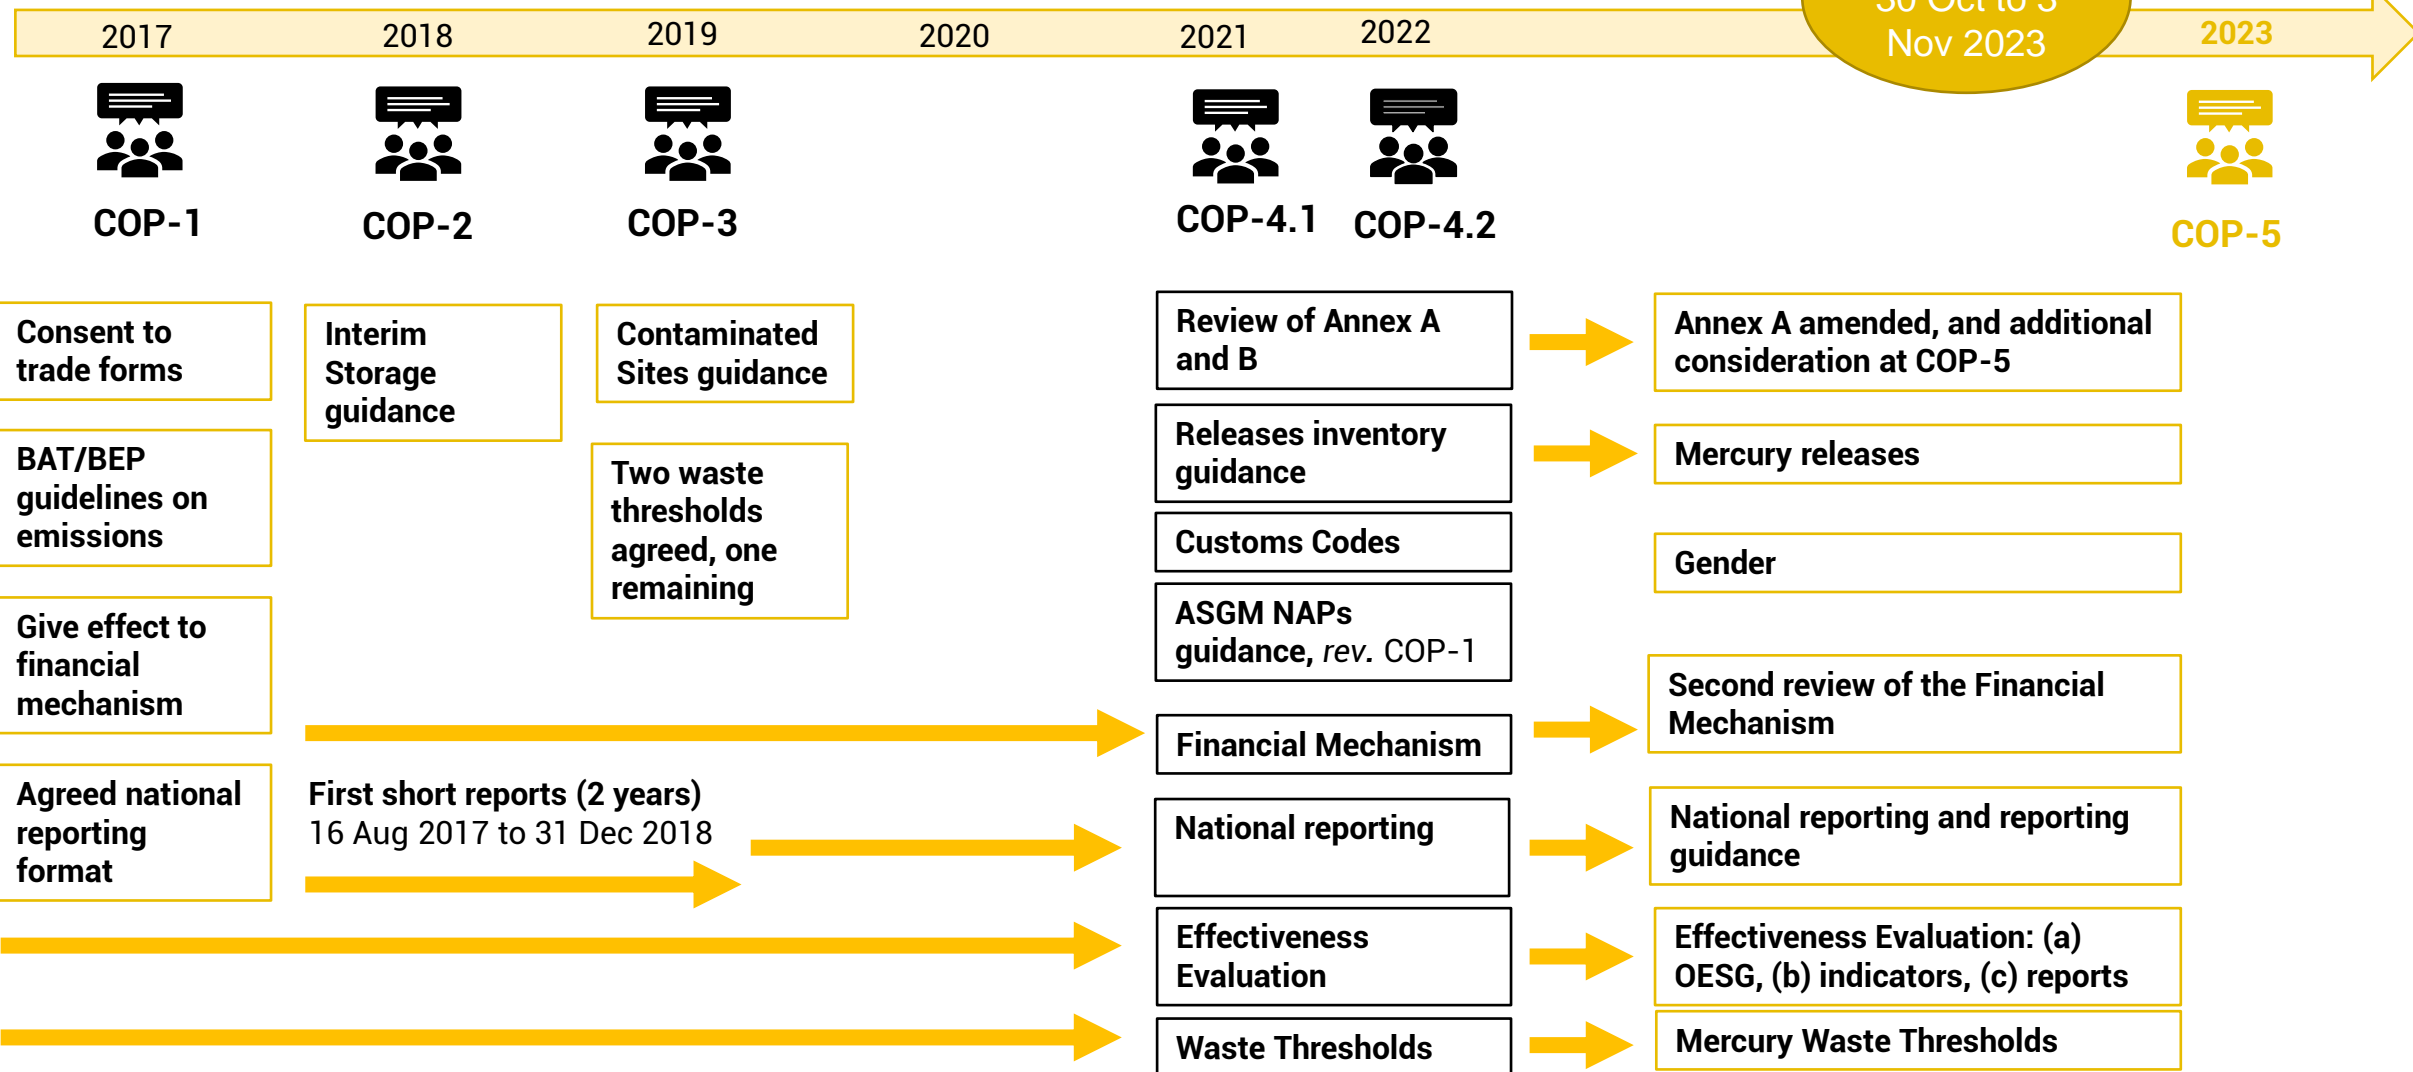 30 Oct to 3
Nov 2023
2017
2018
2019
2020
2021
2022
2023
COP-1
COP-2
COP-3
COP-4.1
COP-4.2
COP-5
Consent to
trade forms
BAT/BEP
guidelines on
emissions
Give effect to
financial
mechanism
Agreed national
reporting
format
Interim
Storage
guidance
First short reports (2 years)
16 Aug 2017 to 31 Dec 2018
Contaminated
Sites guidance
Two waste
thresholds
agreed, one
remaining
Review of Annex A
and B
Releases inventory
guidance
Customs Codes
ASGM NAPs
guidance, rev. COP-1
Financial Mechanism
National reporting
Effectiveness
Evaluation
Waste Thresholds
Annex A amended, and additional
consideration at COP-5
Mercury releases
Gender
Second review of the Financial
Mechanism
National reporting and reporting
guidance
Effectiveness Evaluation: (a)
OESG, (b) indicators, (c) reports
Mercury Waste Thresholds